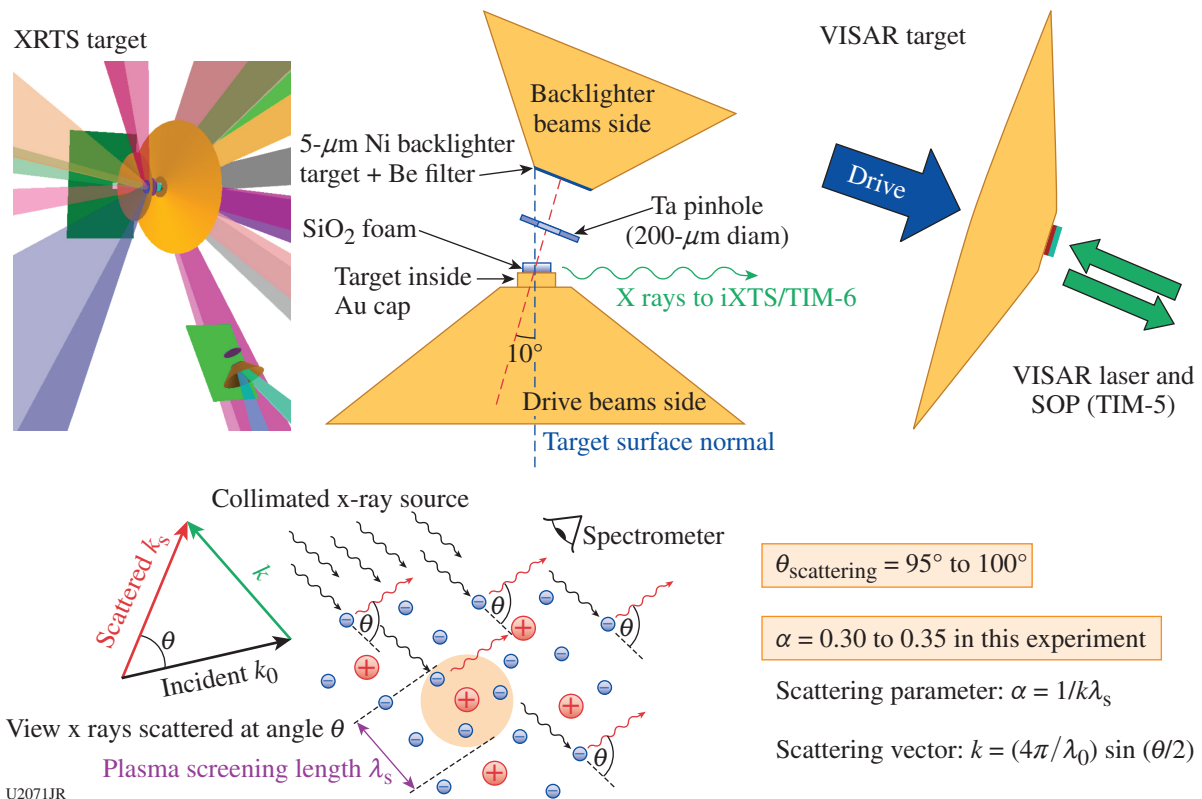 XRTS target
5-μm Ni backlighter
target + Be filter
SiO₂ foam
Target inside
Au cap
Backlighter
beams side
Ta pinhole
(200-μm diam)
X rays to iXTS/TIM-6
10°
Drive beams side
Target surface normal
VISAR target
Drive
VISAR laser and
SOP (TIM-5)
Collimated x-ray source
Spectrometer
Scattered kₛ
k
θ
Incident k₀
θ
θ
θ
θ
View x rays scattered at angle θ
Plasma screening length λₛ
θscattering = 95° to 100°
α = 0.30 to 0.35 in this experiment
Scattering parameter: α = 1/kλₛ
Scattering vector: k = (4π/λ₀) sin (θ/2)
U2071JR